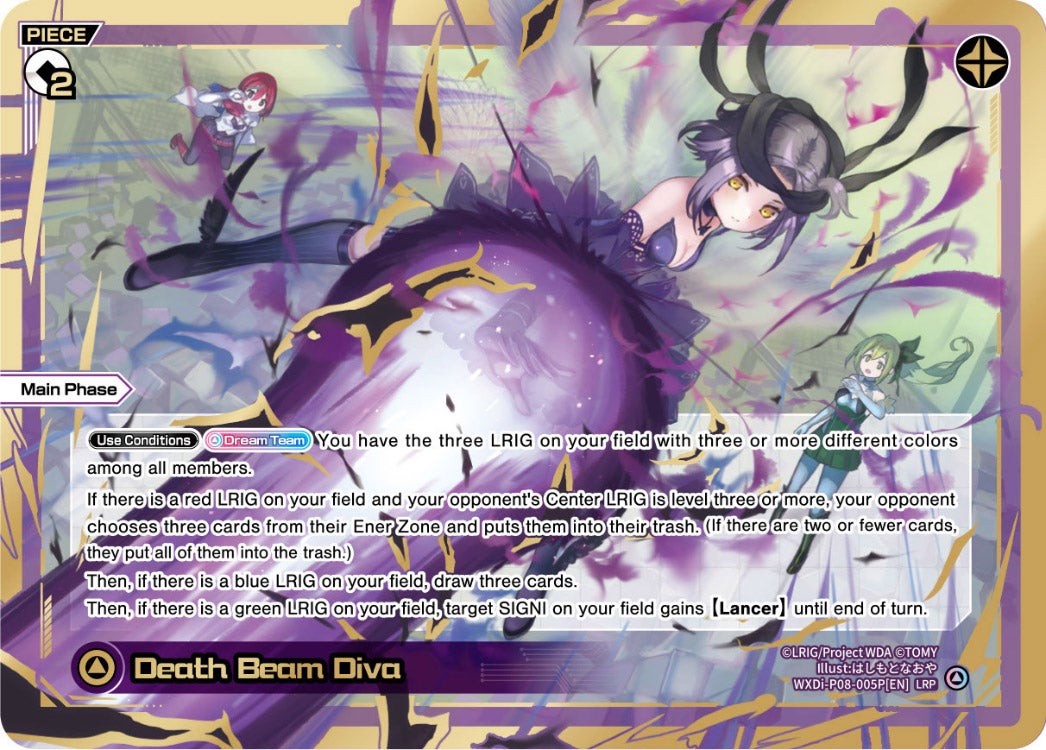 PIECE
2
Main Phase
Use Conditions Dream Team You have the three LRIG on your field with three or more different colors
among all members.
If there is a red LRIG on your field and your opponent's Center LRIG is level three or more, your opponent
chooses three cards from their Ener Zone and puts them into their trash. (If there are two or fewer cards,
they put all of them into the trash.)
Then, if there is a blue LRIG on your field, draw three cards.
Then, if there is a green LRIG on your field, target SIGNI on your field gains 【Lancer】 until end of turn.
Death Beam Diva
©LRIG/Project WDA ©TOMY
Illust:はしもとなおや
WXDi-P08-005P[EN] LRP